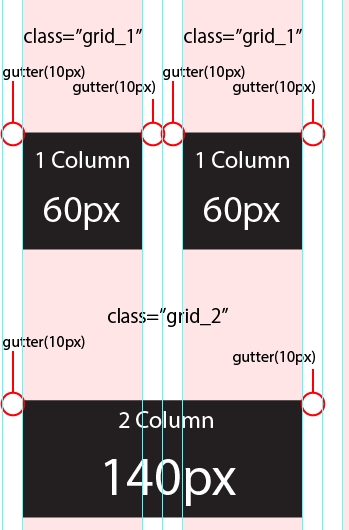 class=”grid_1” class=”grid_1”
gutter(10px) gutter(10px)
gutter(10px) gutter(10px)
1 Column 1 Column
60px 60px
class=”grid_2”
gutter(10px)
gutter(10px)
2 Column
140px